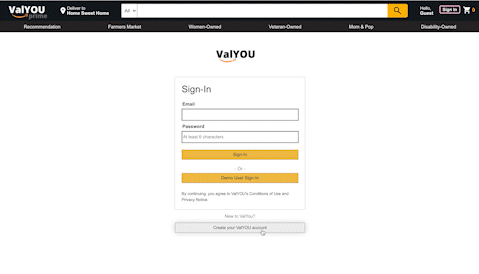 ValYOU
prime
Deliver to
Home Sweet Home
All
Hello,
Guest
Sign In
0
Recommendation
Farmers Market
Women-Owned
Veteran-Owned
Mom & Pop
Disability-Owned
ValYOU
Sign-In
Email
Password
At least 6 characters
Sign In
- Or -
Demo User Sign In
By continuing, you agree to ValYOU's Conditions of Use and
Privacy Notice.
New to ValYou?
Create your ValYOU account